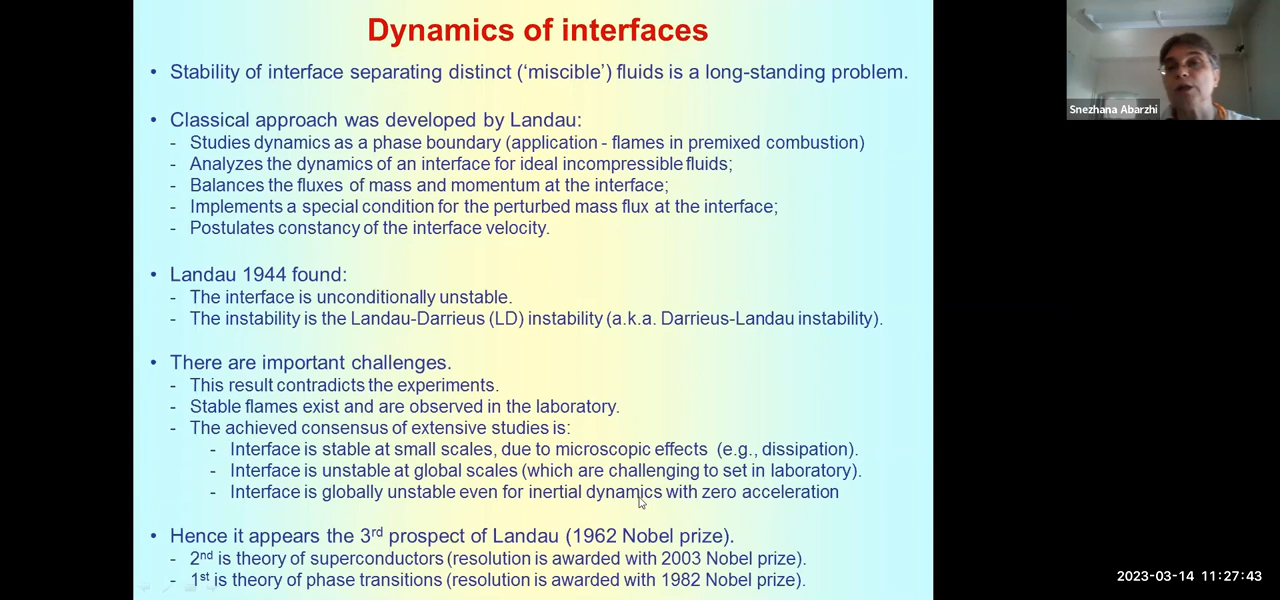 Dynamics of interfaces
• Stability of interface separating distinct (‘miscible’) fluids is a long-standing problem.
• Classical approach was developed by Landau:
- Studies dynamics as a phase boundary (application - flames in premixed combustion)
- Analyzes the dynamics of an interface for ideal incompressible fluids;
- Balances the fluxes of mass and momentum at the interface;
- Implements a special condition for the perturbed mass flux at the interface;
- Postulates constancy of the interface velocity.
• Landau 1944 found:
- The interface is unconditionally unstable.
- The instability is the Landau-Darrieus (LD) instability (a.k.a. Darrieus-Landau instability).
• There are important challenges.
- This result contradicts the experiments.
- Stable flames exist and are observed in the laboratory.
- The achieved consensus of extensive studies is:
- Interface is stable at small scales, due to microscopic effects (e.g., dissipation).
- Interface is unstable at global scales (which are challenging to set in laboratory).
- Interface is globally unstable even for inertial dynamics with zero acceleration
• Hence it appears the 3rd prospect of Landau (1962 Nobel prize).
- 2nd is theory of superconductors (resolution is awarded with 2003 Nobel prize).
- 1st is theory of phase transitions (resolution is awarded with 1982 Nobel prize).
Snezhana Abarzhi
2023-03-14 11:27:43